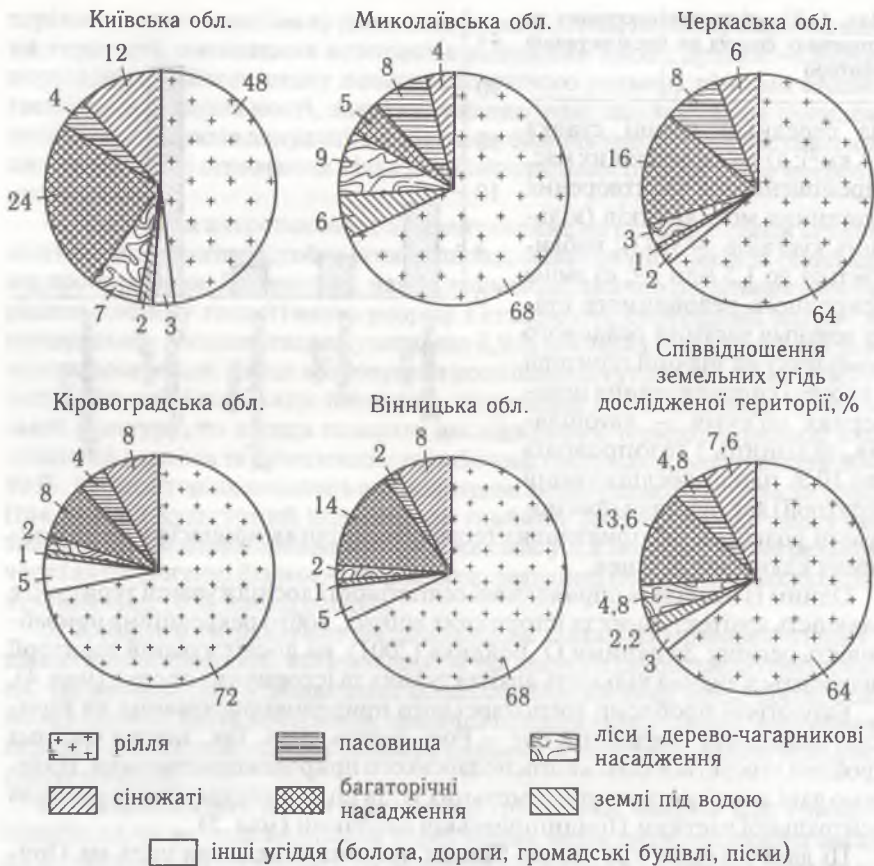 Київська обл.
Миколаївська обл.
Черкаська обл.
12
4
48
24
7
2
3
4
8
5
9
6
68
6
8
16
3
1
2
64
Співвідношення
земельних угідь
дослідженої території, %
Кіровоградська обл.
Вінницька обл.
8
4
8
2
1
5
72
8
2
14
2
1
5
68
7,6
4,8
13,6
4,8
2,2
3
64
рілля
пасовища
ліси і дерево-чагарникові
насадження
сіножаті
багаторічні
насадження
землі під водою
інші угіддя (болота, дороги, громадські будівлі, піски)